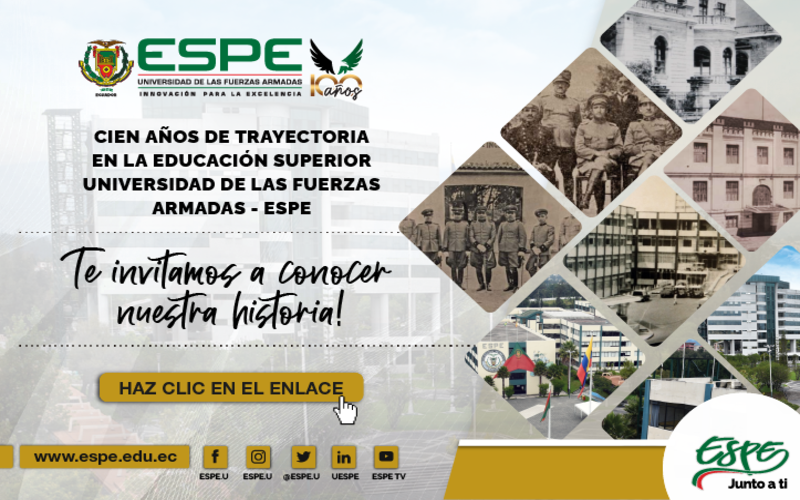 ESPE
UNIVERSIDAD DE LAS FUERZAS ARMADAS
INNOVACIÓN PARA LA EXCELENCIA
ECUADOR
100
años
CIEN AÑOS DE TRAYECTORIA
EN LA EDUCACIÓN SUPERIOR
UNIVERSIDAD DE LAS FUERZAS
ARMADAS - ESPE
Te invitamos a conocer
nuestra historia!
HAZ CLIC EN EL ENLACE
www.espe.edu.ec
ESPE.U
ESPE.U
@ESPE.U
UESPE
ESPE TV
ESPE
ESPE
Junto a ti